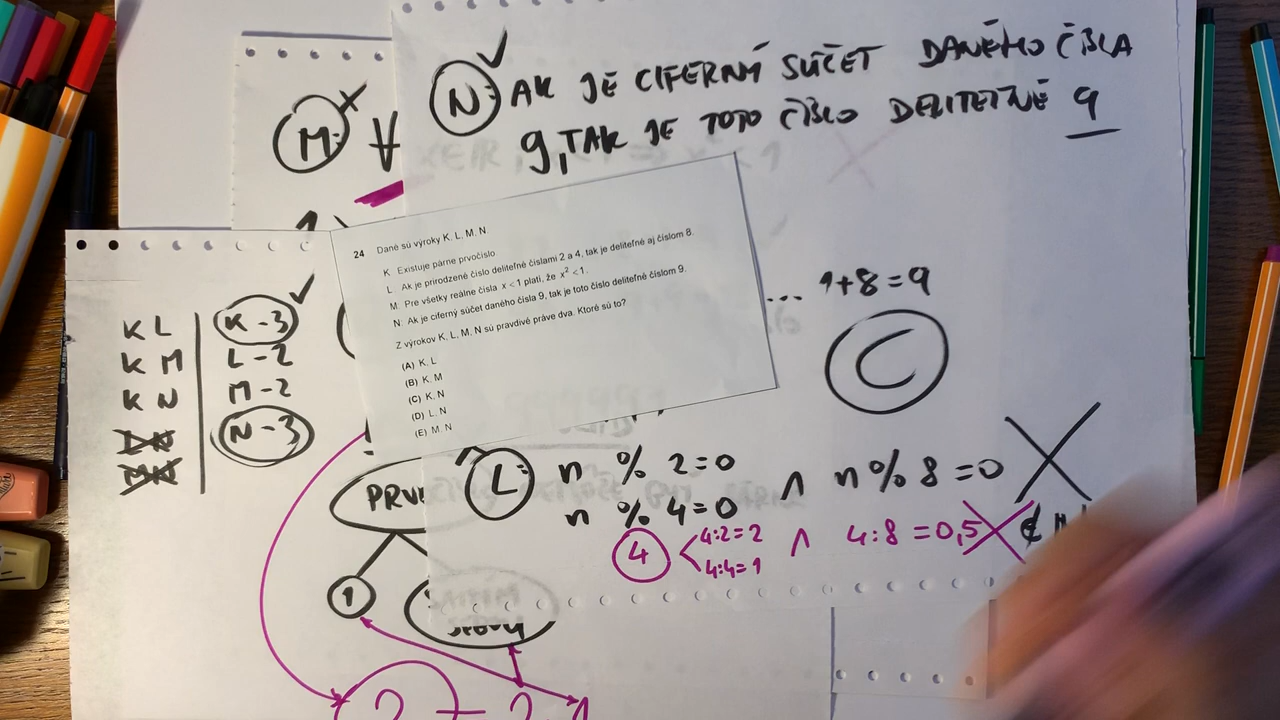 N: AK JE CIFERNÝ SÚČET DANÉHO ČÍSLA
9, TAK JE TOTO ČÍSLO DELITEĽNÉ 9
M: ∀
24 Dané sú výroky K, L, M, N.
K Existuje párne prvočíslo
L Ak je prirodzené číslo deliteľné číslami 2 a 4, tak je deliteľné aj číslom 8.
M Pre všetky reálne čísla x < 1 platí, že x² < 1.
N Ak je ciferný súčet daného čísla 9, tak je toto číslo deliteľné číslom 9.
Z výrokov K, L, M, N sú pravdivé práve dva. Ktoré sú to?
(A) K, L
(B) K, M
(C) K, N
(D) L, N
(E) M, N
... 1+8=9
C
K L
K M
K N
L N
M N
K-3
L-2
M-2
N-3
L: n % 2=0 ∧ n % 8=0
n % 4=0
4 4:2=2 ∧ 4:8=0,5 ∉
4:4=1
PRV
1
2 2 1